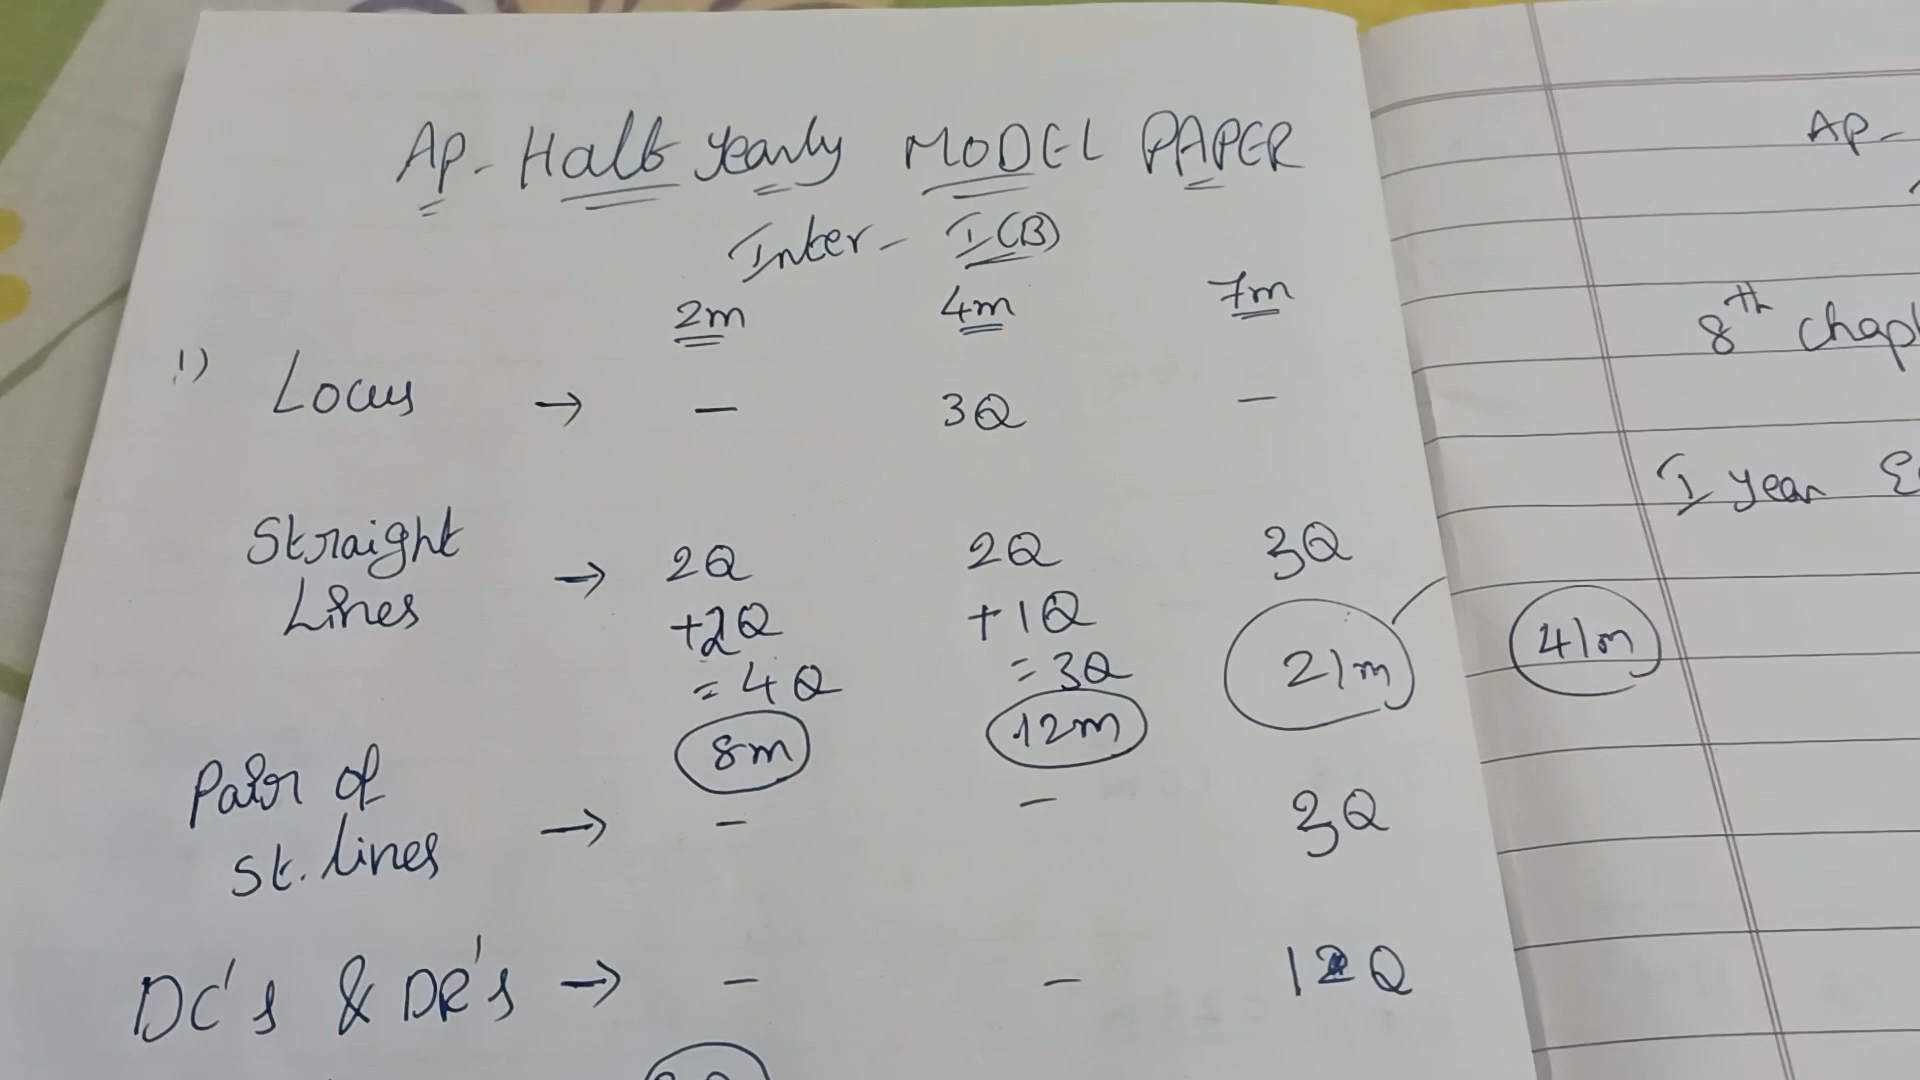 AP- Half yearly MODEL PAPER
Inter- I(B)
2m 4m 7m
1) Locus → - 3Q -
Straight Lines → 2Q 2Q 3Q
+2Q +1Q
= 4Q = 3Q 21m 41m
8m 12m
Pair of St. lines → - - 3Q
DC's & DR's → - - 1 Q
AP-
8th chap
I year